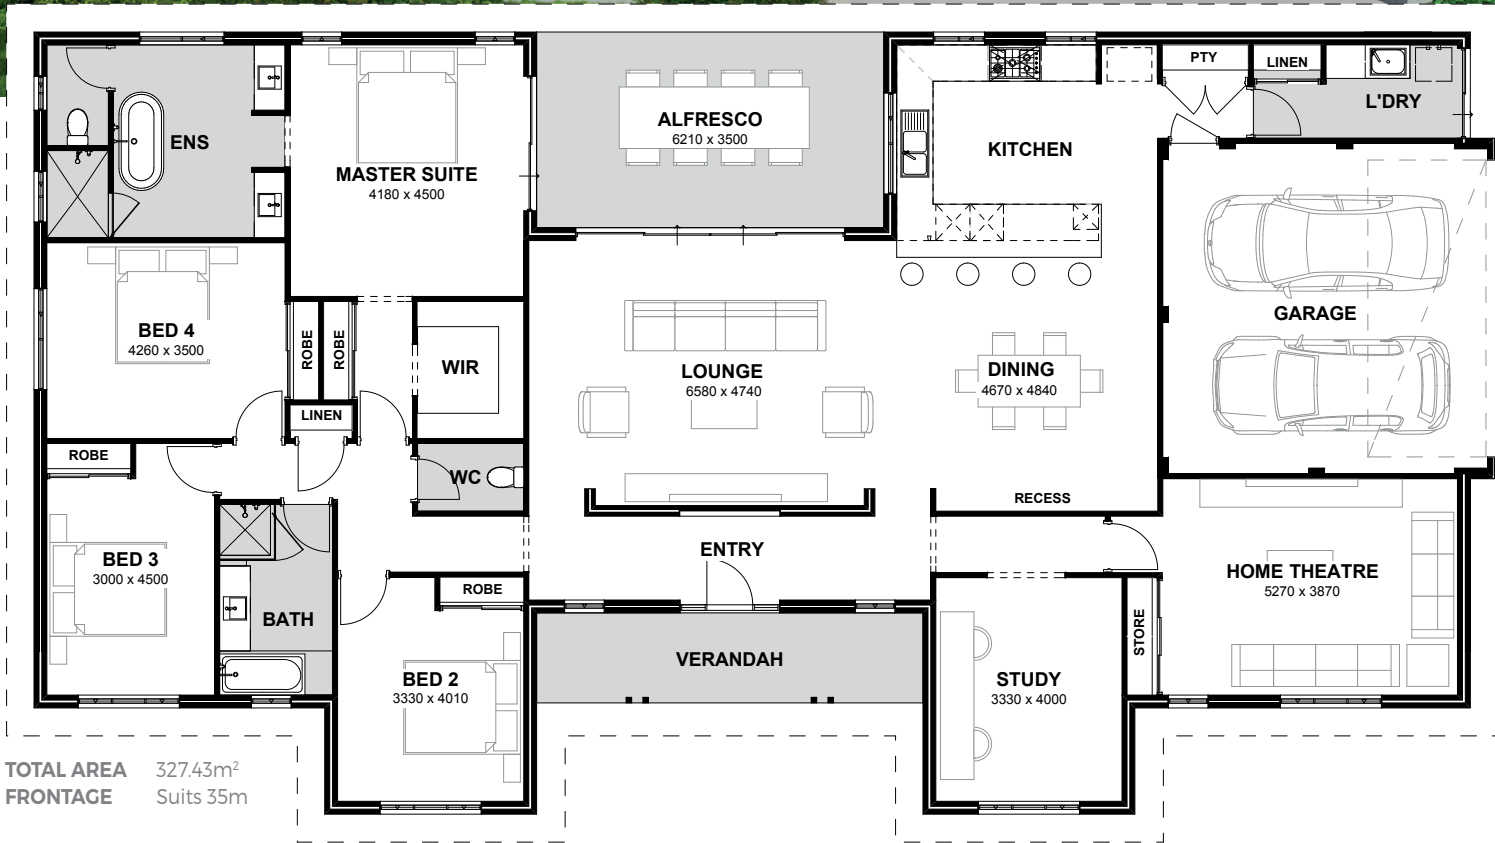 PTY
LINEN
L'DRY
ALFRESCO
6210 x 3500
ENS
KITCHEN
MASTER SUITE
4180 x 4500
GARAGE
BED 4
4260 x 3500
ROBE
ROBE
WIR
LOUNGE
6580 x 4740
DINING
4670 x 4840
LINEN
ROBE
WC
RECESS
ENTRY
BED 3
3000 x 4500
HOME THEATRE
5270 x 3870
ROBE
BATH
STORE
VERANDAH
BED 2
3330 x 4010
STUDY
3330 x 4000
TOTAL AREA 327.43m²
FRONTAGE Suits 35m